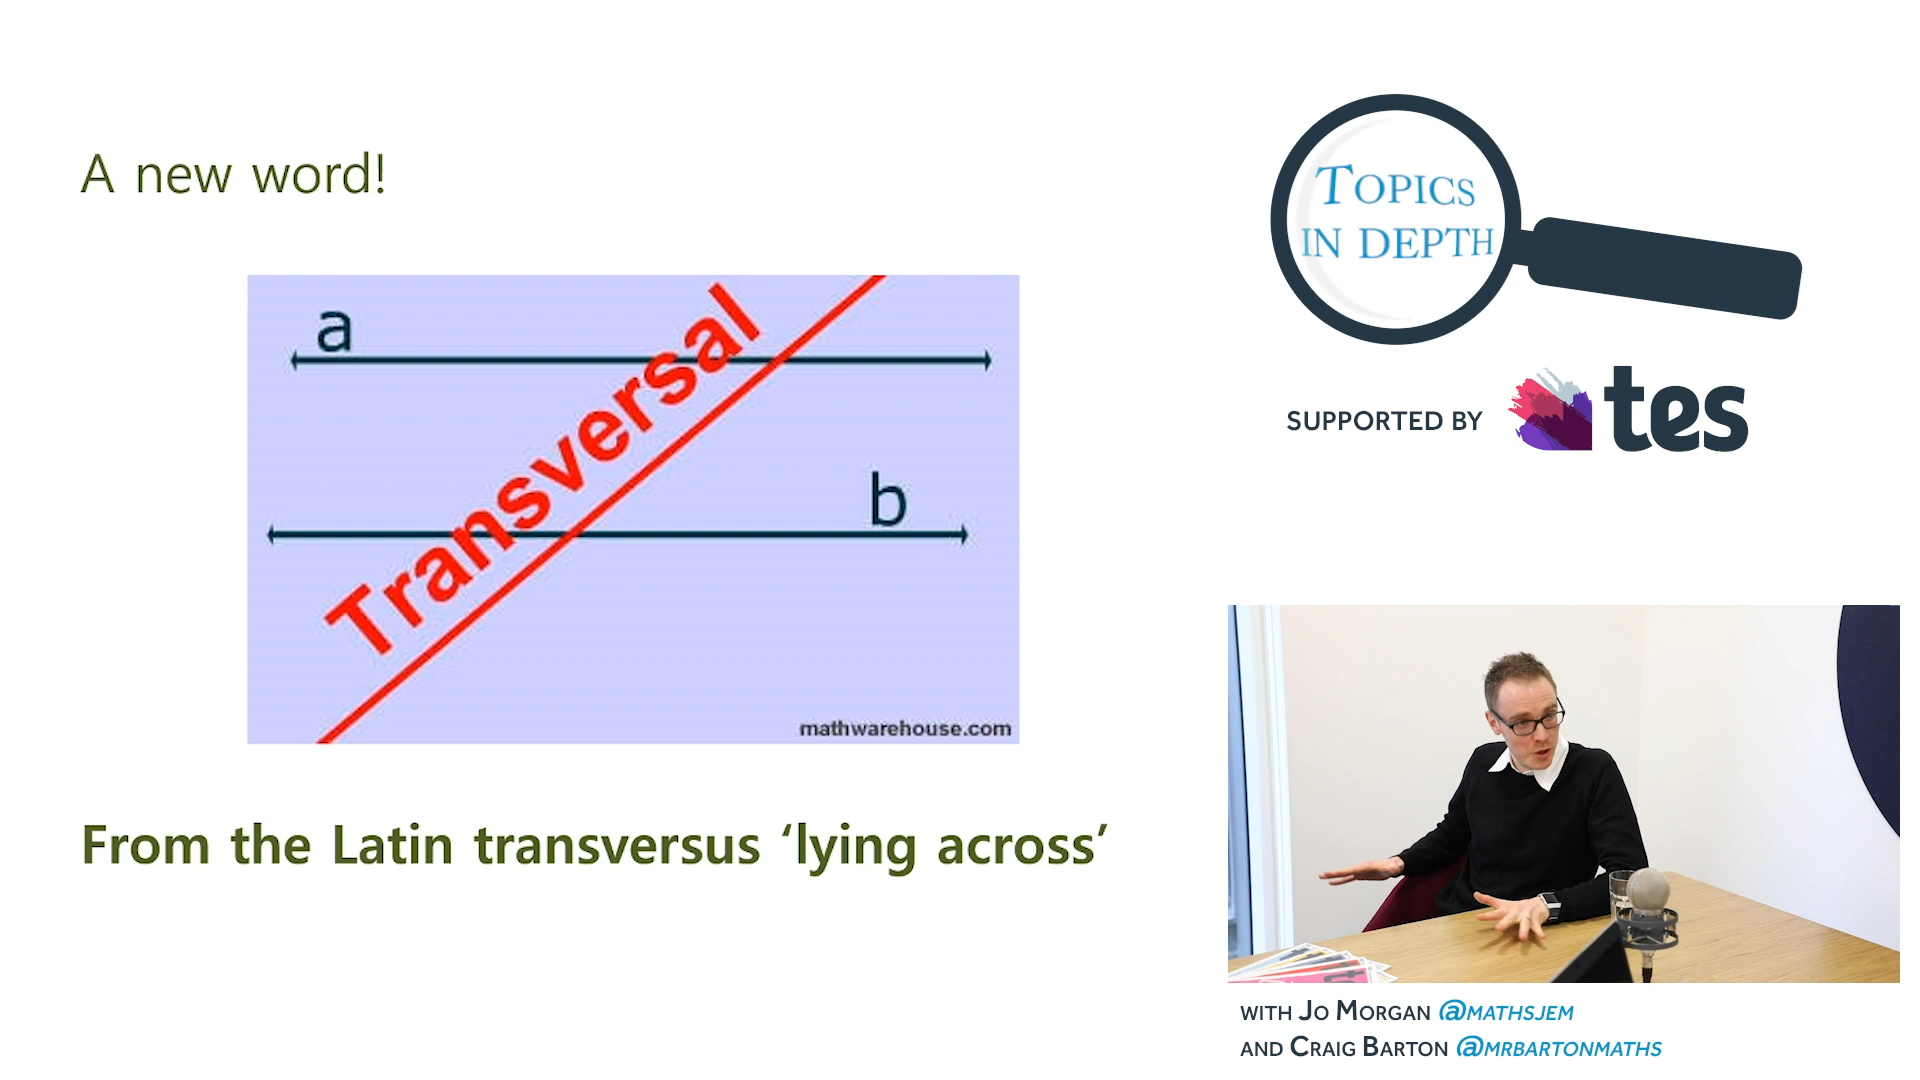 A new word!
a
Transversal
b
mathwarehouse.com
From the Latin transversus ‘lying across’
TOPICS
IN DEPTH
SUPPORTED BY tes
WITH JO MORGAN @MATHSJEM
AND CRAIG BARTON @MRBARTONMATHS